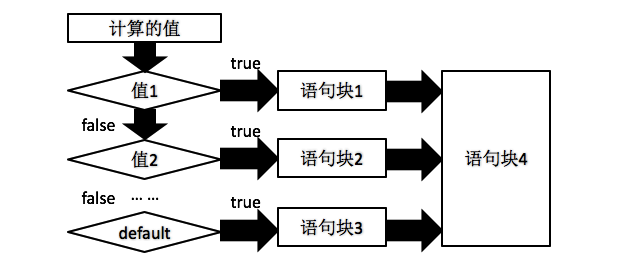 计算的值
true
值1
语句块1
false
true
值2
语句块2
语句块4
false ... ...
true
default
语句块3